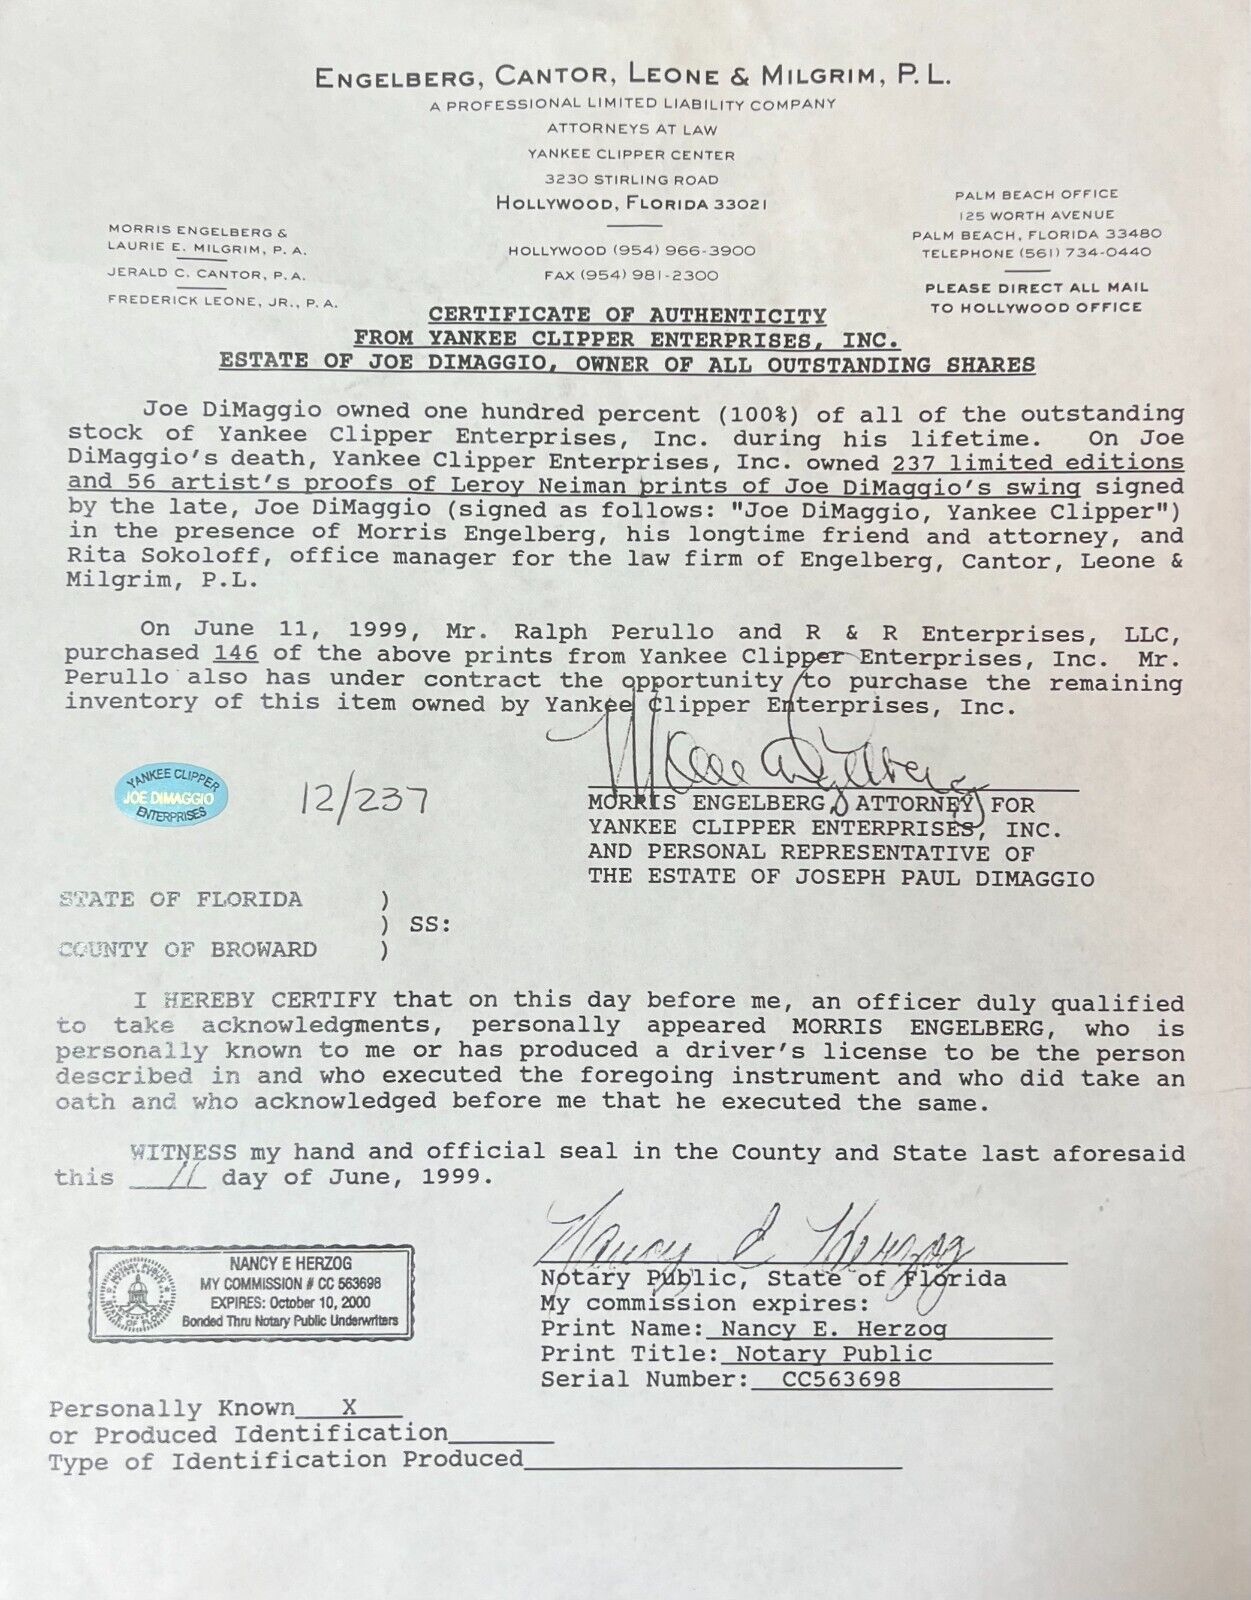 ENGELBERG, CANTOR, LEONE & MILGRIM, P. L.
A PROFESSIONAL LIMITED LIABILITY COMPANY
ATTORNEYS AT LAW
YANKEE CLIPPER CENTER
3230 STIRLING ROAD
HOLLYWOOD, FLORIDA 33021
HOLLYWOOD (954) 966-3900
FAX (954) 981-2300
MORRIS ENGELBERG &
LAURIE E. MILGRIM, P. A.
JERALD C. CANTOR, P. A.
FREDERICK LEONE, JR., P. A.
PALM BEACH OFFICE
125 WORTH AVENUE
PALM BEACH, FLORIDA 33480
TELEPHONE (561) 734-0440
PLEASE DIRECT ALL MAIL
TO HOLLYWOOD OFFICE
CERTIFICATE OF AUTHENTICITY
FROM YANKEE CLIPPER ENTERPRISES, INC.
ESTATE OF JOE DIMAGGIO, OWNER OF ALL OUTSTANDING SHARES
Joe DiMaggio owned one hundred percent (100%) of all of the outstanding
stock of Yankee Clipper Enterprises, Inc. during his lifetime. On Joe
DiMaggio's death, Yankee Clipper Enterprises, Inc. owned 237 limited editions
and 56 artist's proofs of Leroy Neiman prints of Joe DiMaggio's swing signed
by the late, Joe DiMaggio (signed as follows: "Joe DiMaggio, Yankee Clipper")
in the presence of Morris Engelberg, his longtime friend and attorney, and
Rita Sokoloff, office manager for the law firm of Engelberg, Cantor, Leone &
Milgrim, P.L.
On June 11, 1999, Mr. Ralph Perullo and R & R Enterprises, LLC,
purchased 146 of the above prints from Yankee Clipper Enterprises, Inc. Mr.
Perullo also has under contract the opportunity to purchase the remaining
inventory of this item owned by Yankee Clipper Enterprises, Inc.
YANKEE CLIPPER
JOE DIMAGGIO
ENTERPRISES
12/237
MORRIS ENGELBERG, ATTORNEY FOR
YANKEE CLIPPER ENTERPRISES, INC.
AND PERSONAL REPRESENTATIVE OF
THE ESTATE OF JOSEPH PAUL DIMAGGIO
STATE OF FLORIDA )
) SS:
COUNTY OF BROWARD )
I HEREBY CERTIFY that on this day before me, an officer duly qualified
to take acknowledgments, personally appeared MORRIS ENGELBERG, who is
personally known to me or has produced a driver's license to be the person
described in and who executed the foregoing instrument and who did take an
oath and who acknowledged before me that he executed the same.
WITNESS my hand and official seal in the County and State last aforesaid
this 11 day of June, 1999.
NANCY E HERZOG
MY COMMISSION # CC 563698
EXPIRES: October 10, 2000
Bonded Thru Notary Public Underwriters
NOTARY PUBLIC
STATE OF FLORIDA
Nancy E Herzog
Notary Public, State of Florida
My commission expires:
Print Name: Nancy E. Herzog
Print Title: Notary Public
Serial Number: CC563698
Personally Known X
or Produced Identification
Type of Identification Produced